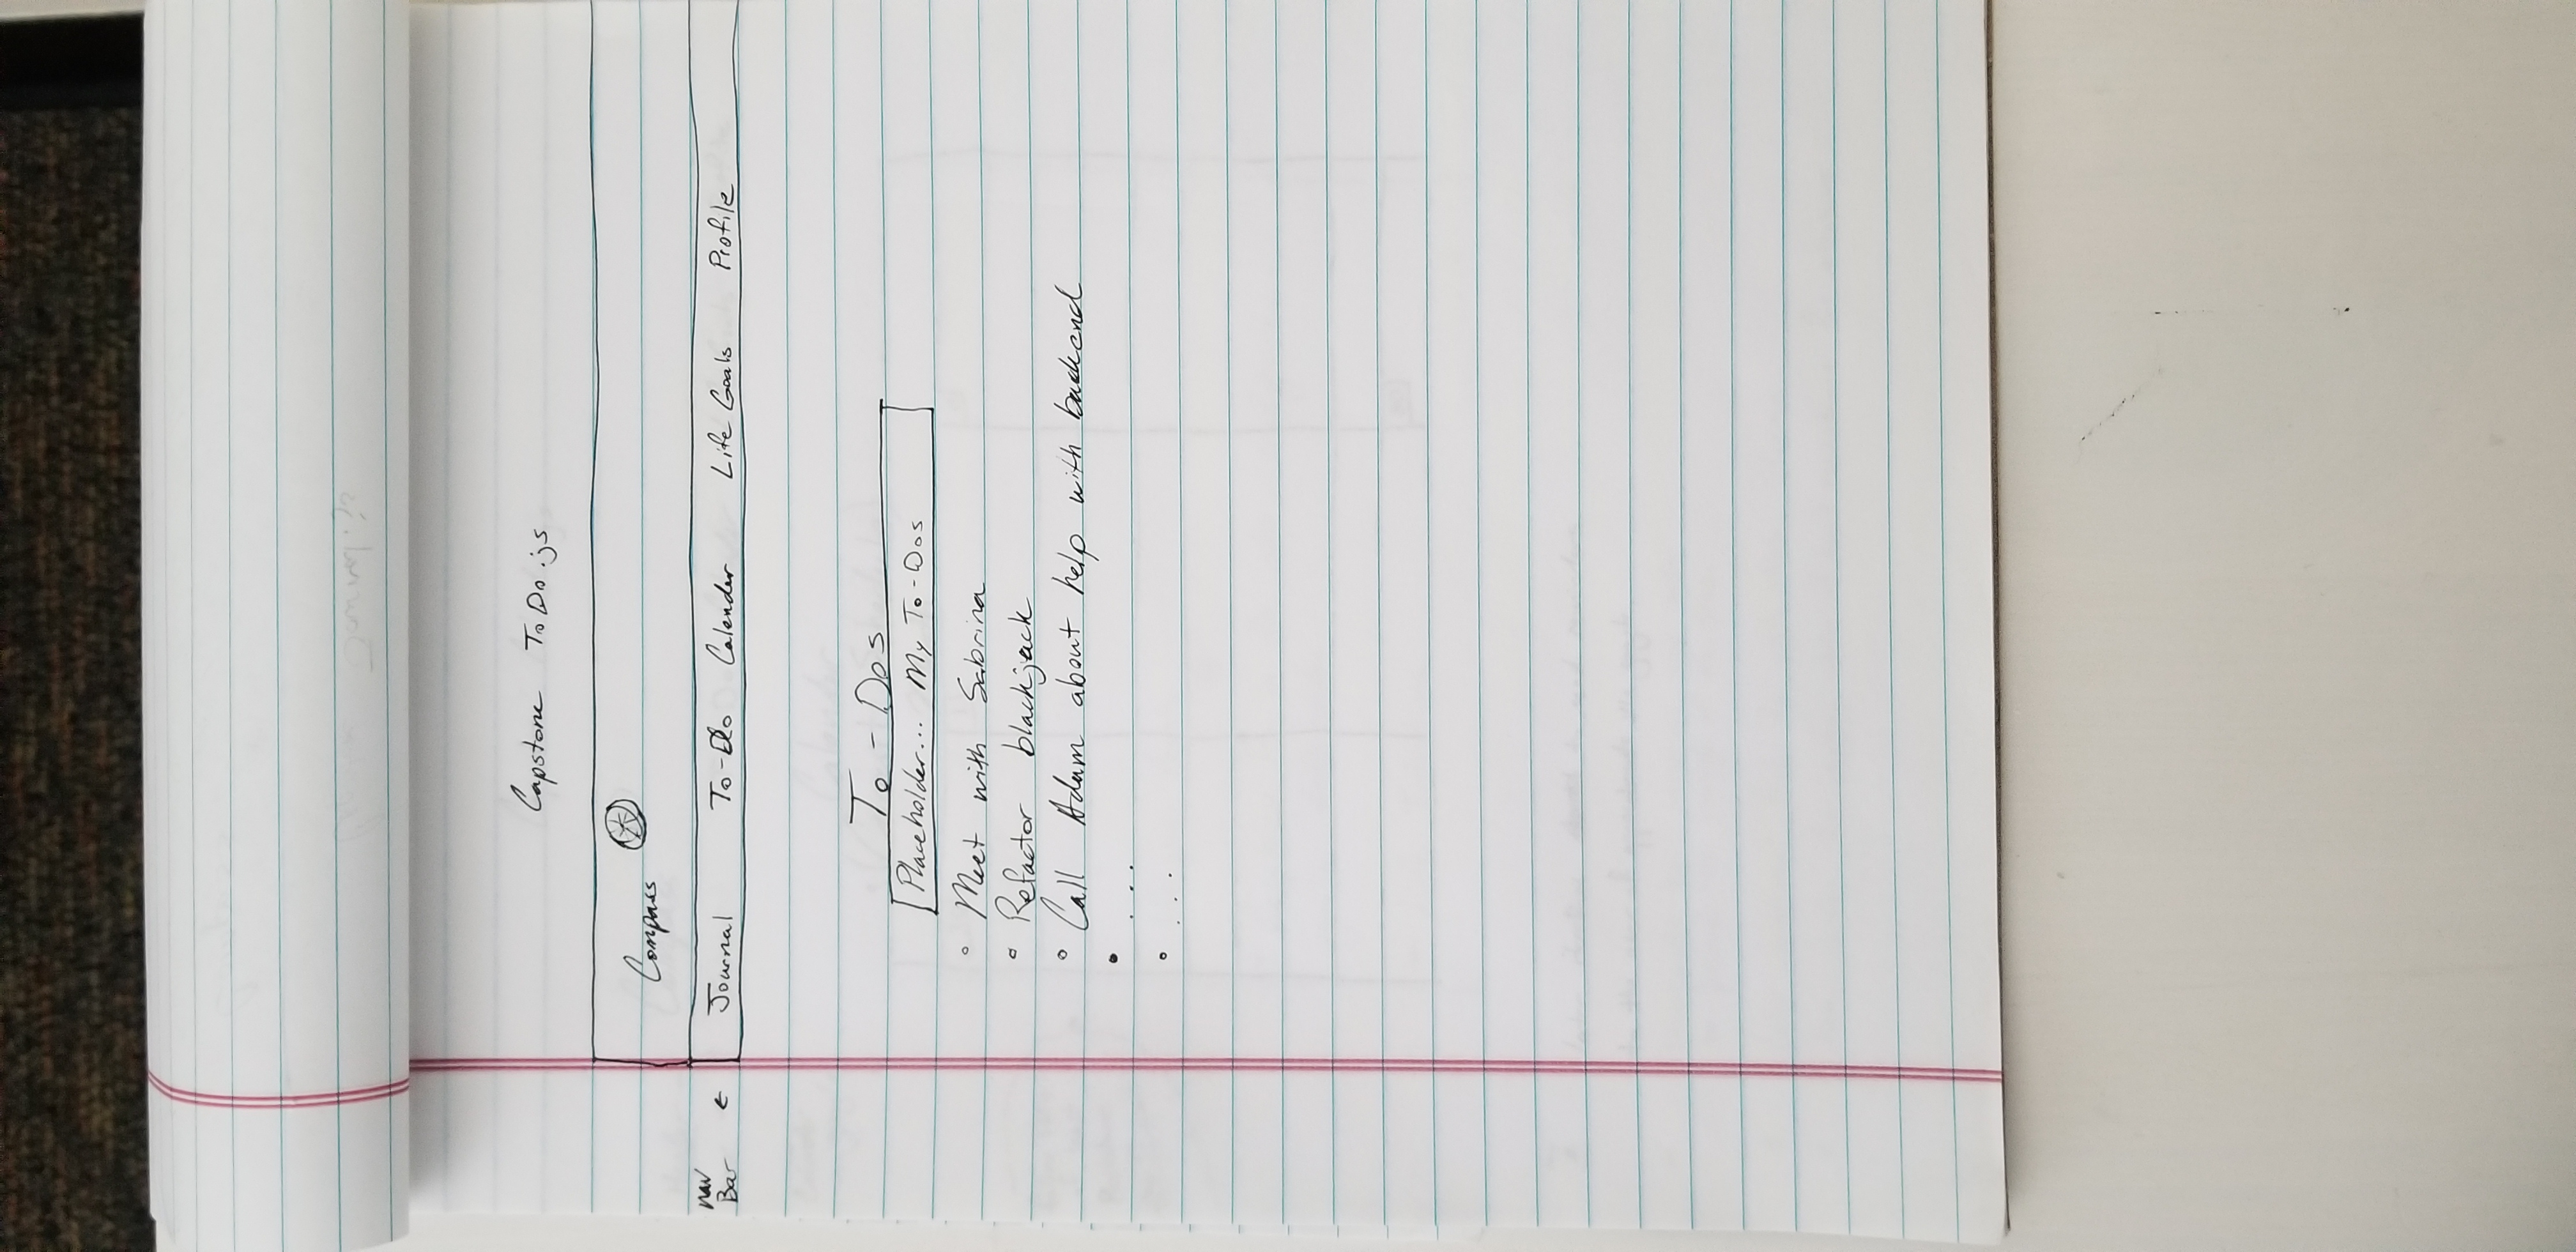 Capstone ToDo.js
Compass
nav
Bar ← Journal To-Do Calender Life Goals Profile
To-Dos
Placeholder... My To-Dos
° Meet with Sabrina
° Refactor blackjack
° Call Adam about help with backend
• ...
° ...